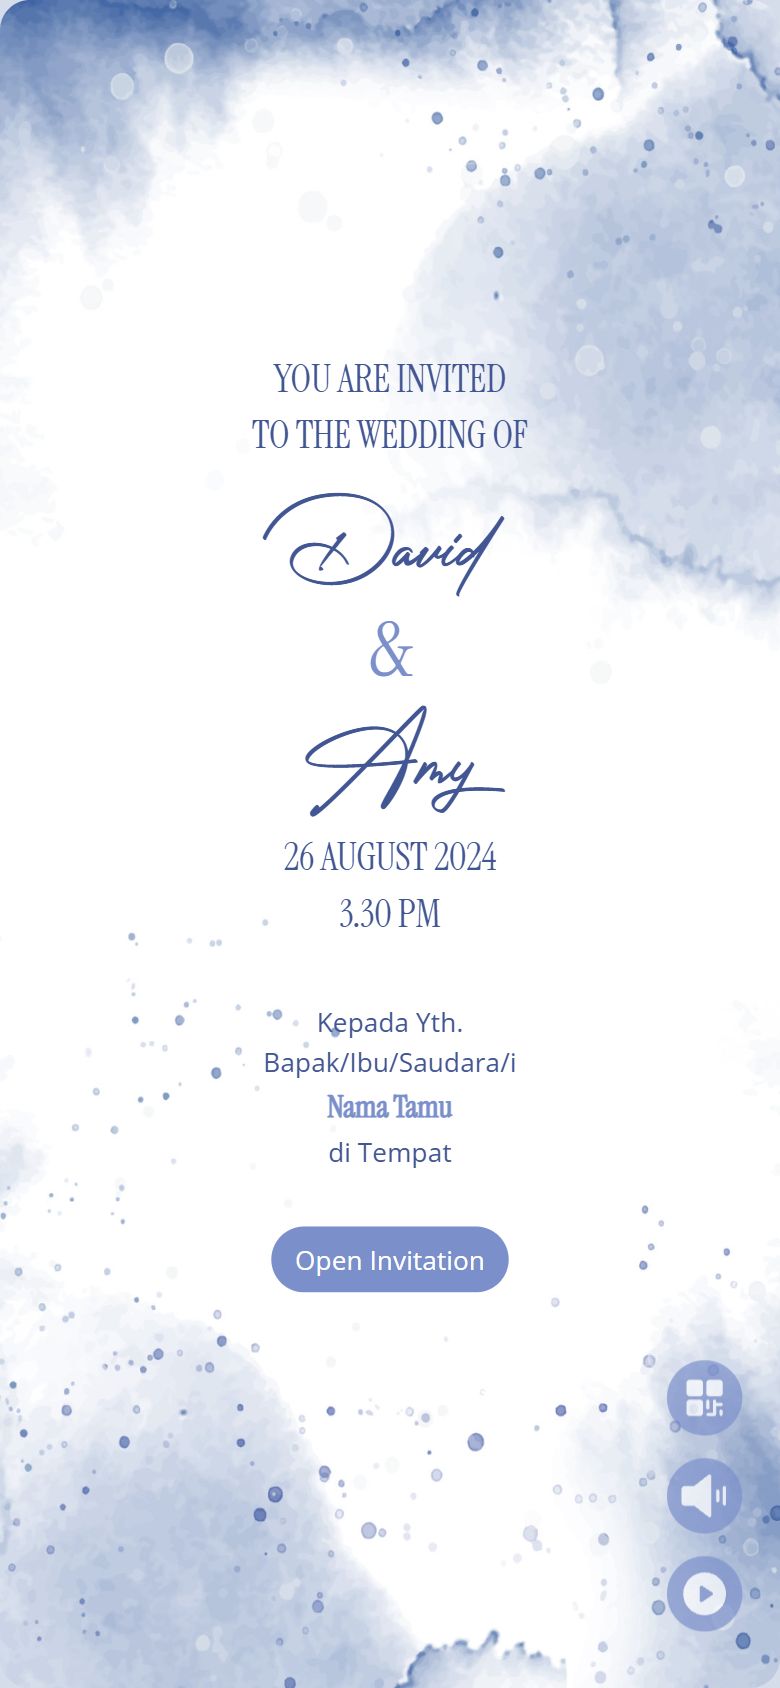 YOU ARE INVITED
TO THE WEDDING OF
David
&
Amy
26 AUGUST 2024
3.30 PM
Kepada Yth.
Bapak/Ibu/Saudara/i
Nama Tamu
di Tempat
Open Invitation